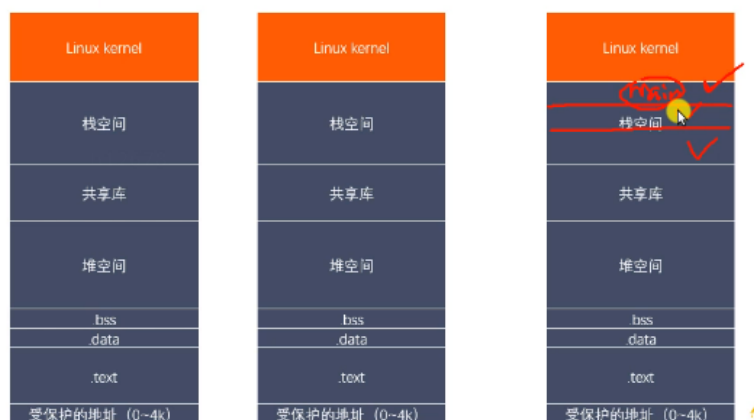 Linux kernel
栈空间
共享库
堆空间
.bss
.data
.text
受保护的地址（0~4k）
Linux kernel
栈空间
共享库
堆空间
.bss
.data
.text
受保护的地址（0~4k）
Linux kernel
main
栈空间
共享库
堆空间
.bss
.data
.text
受保护的地址（0~4k）